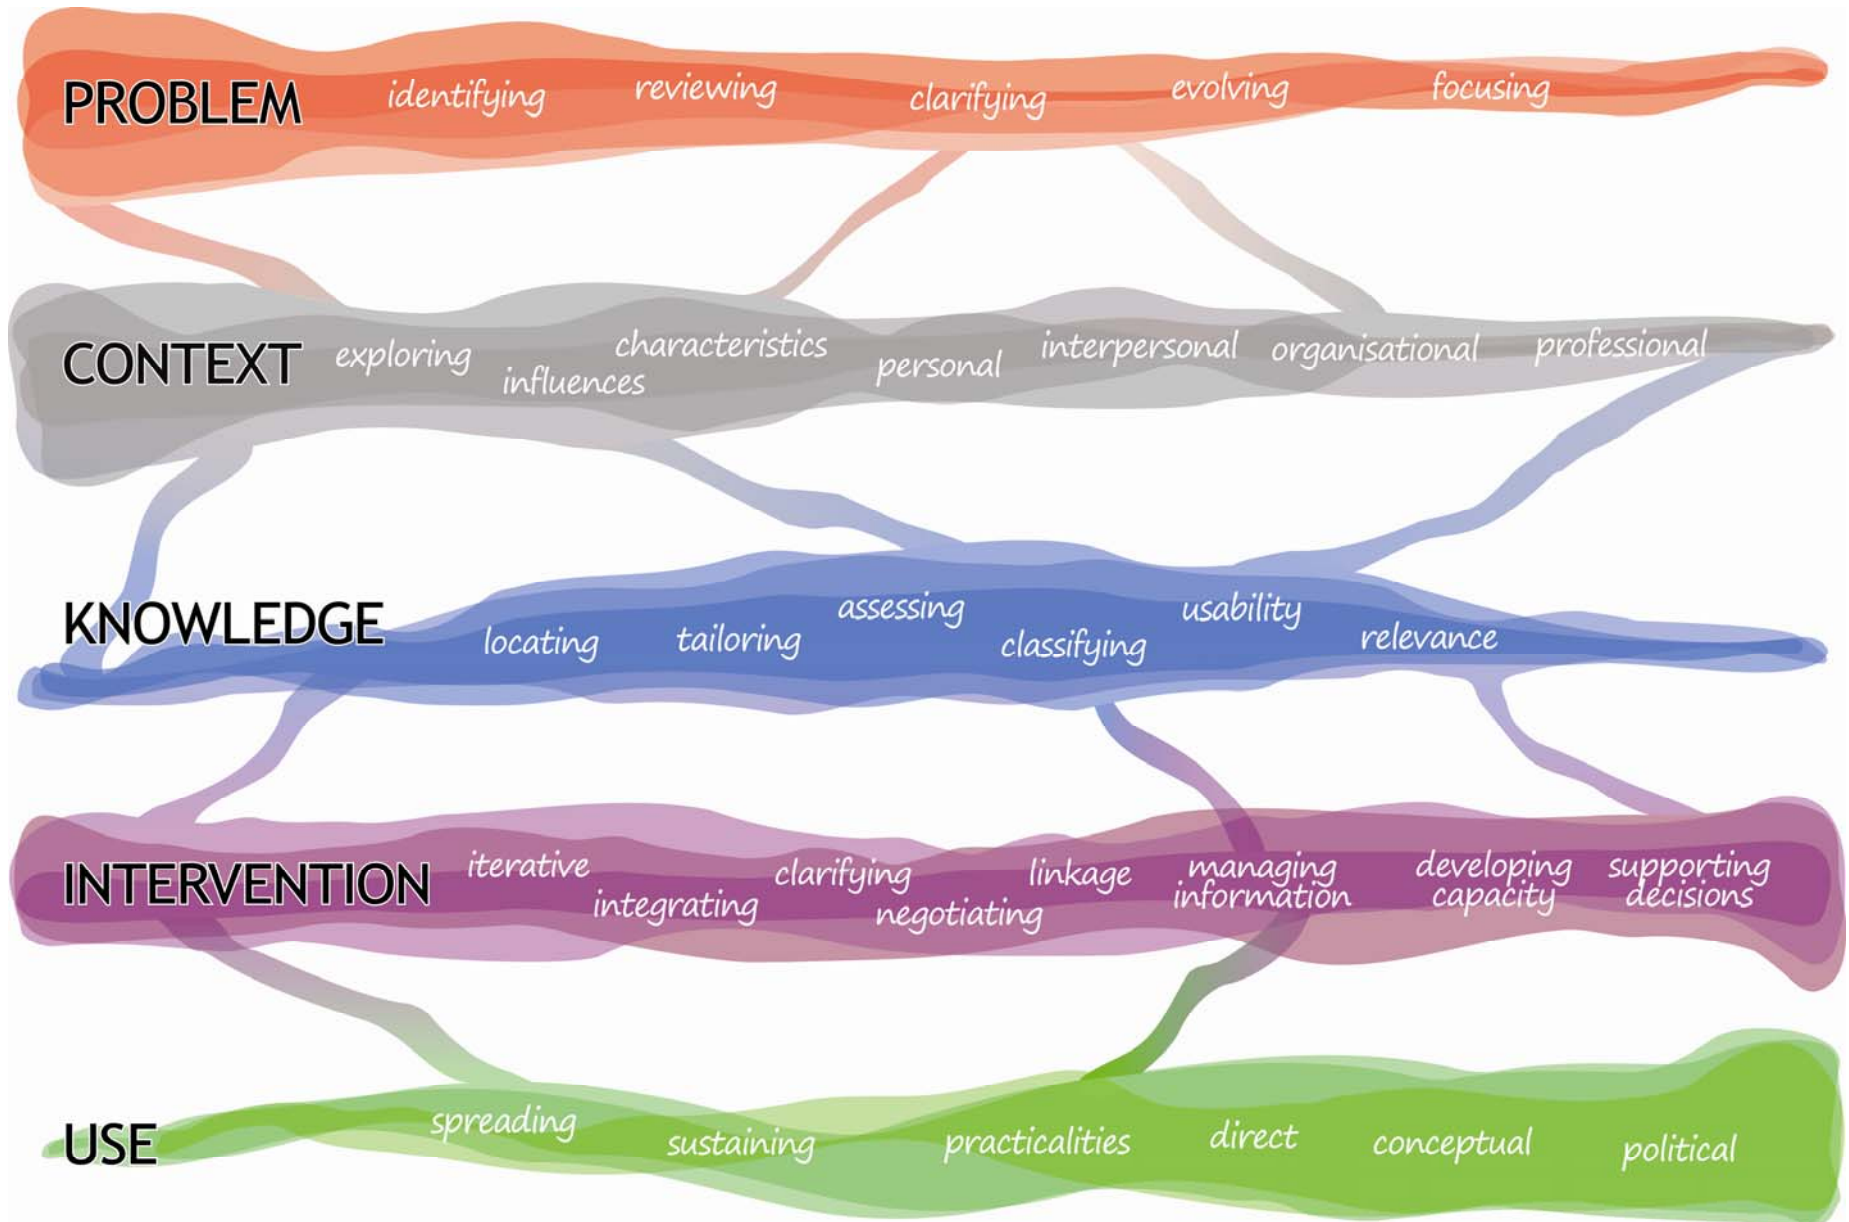 PROBLEM
identifying
reviewing
clarifying
evolving
focusing
CONTEXT
exploring
influences
characteristics
personal
interpersonal
organisational
professional
KNOWLEDGE
locating
tailoring
assessing
classifying
usability
relevance
INTERVENTION
iterative
integrating
clarifying
negotiating
linkage
managing
information
developing
capacity
supporting
decisions
USE
spreading
sustaining
practicalities
direct
conceptual
political